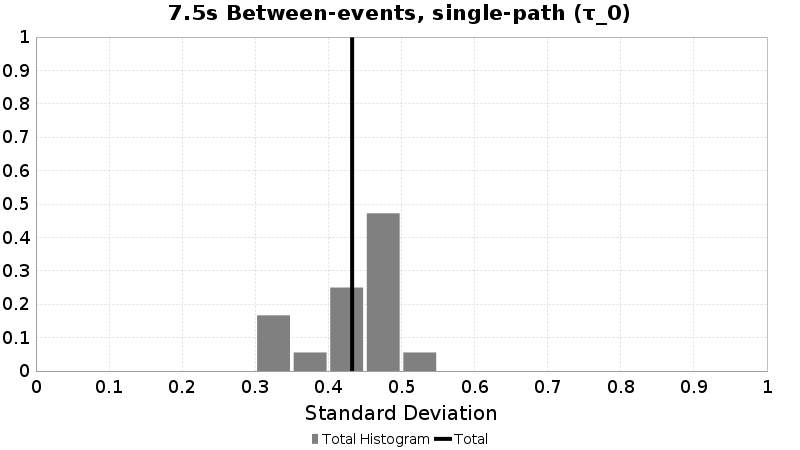 7.5s Between-events, single-path (τ_0)
1
0.9
0.8
0.7
0.6
0.5
0.4
0.3
0.2
0.1
0
0 0.1 0.2 0.3 0.4 0.5 0.6 0.7 0.8 0.9 1
Standard Deviation
Total Histogram Total